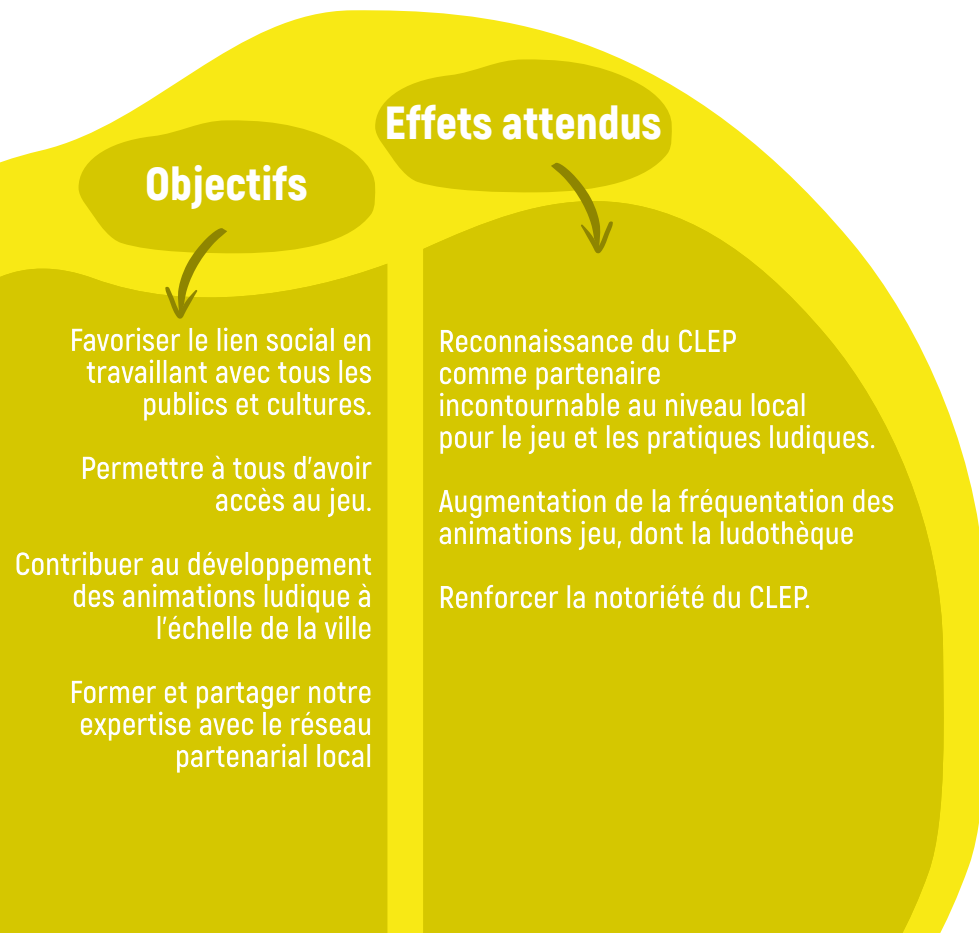 Objectifs
Favoriser le lien social en
travaillant avec tous les
publics et cultures.
Permettre à tous d'avoir
accès au jeu.
Contribuer au développement
des animations ludique à
l'échelle de la ville
Former et partager notre
expertise avec le réseau
partenarial local
Effets attendus
Reconnaissance du CLEP
comme partenaire
incontournable au niveau local
pour le jeu et les pratiques ludiques.
Augmentation de la fréquentation des
animations jeu, dont la ludothèque
Renforcer la notoriété du CLEP.